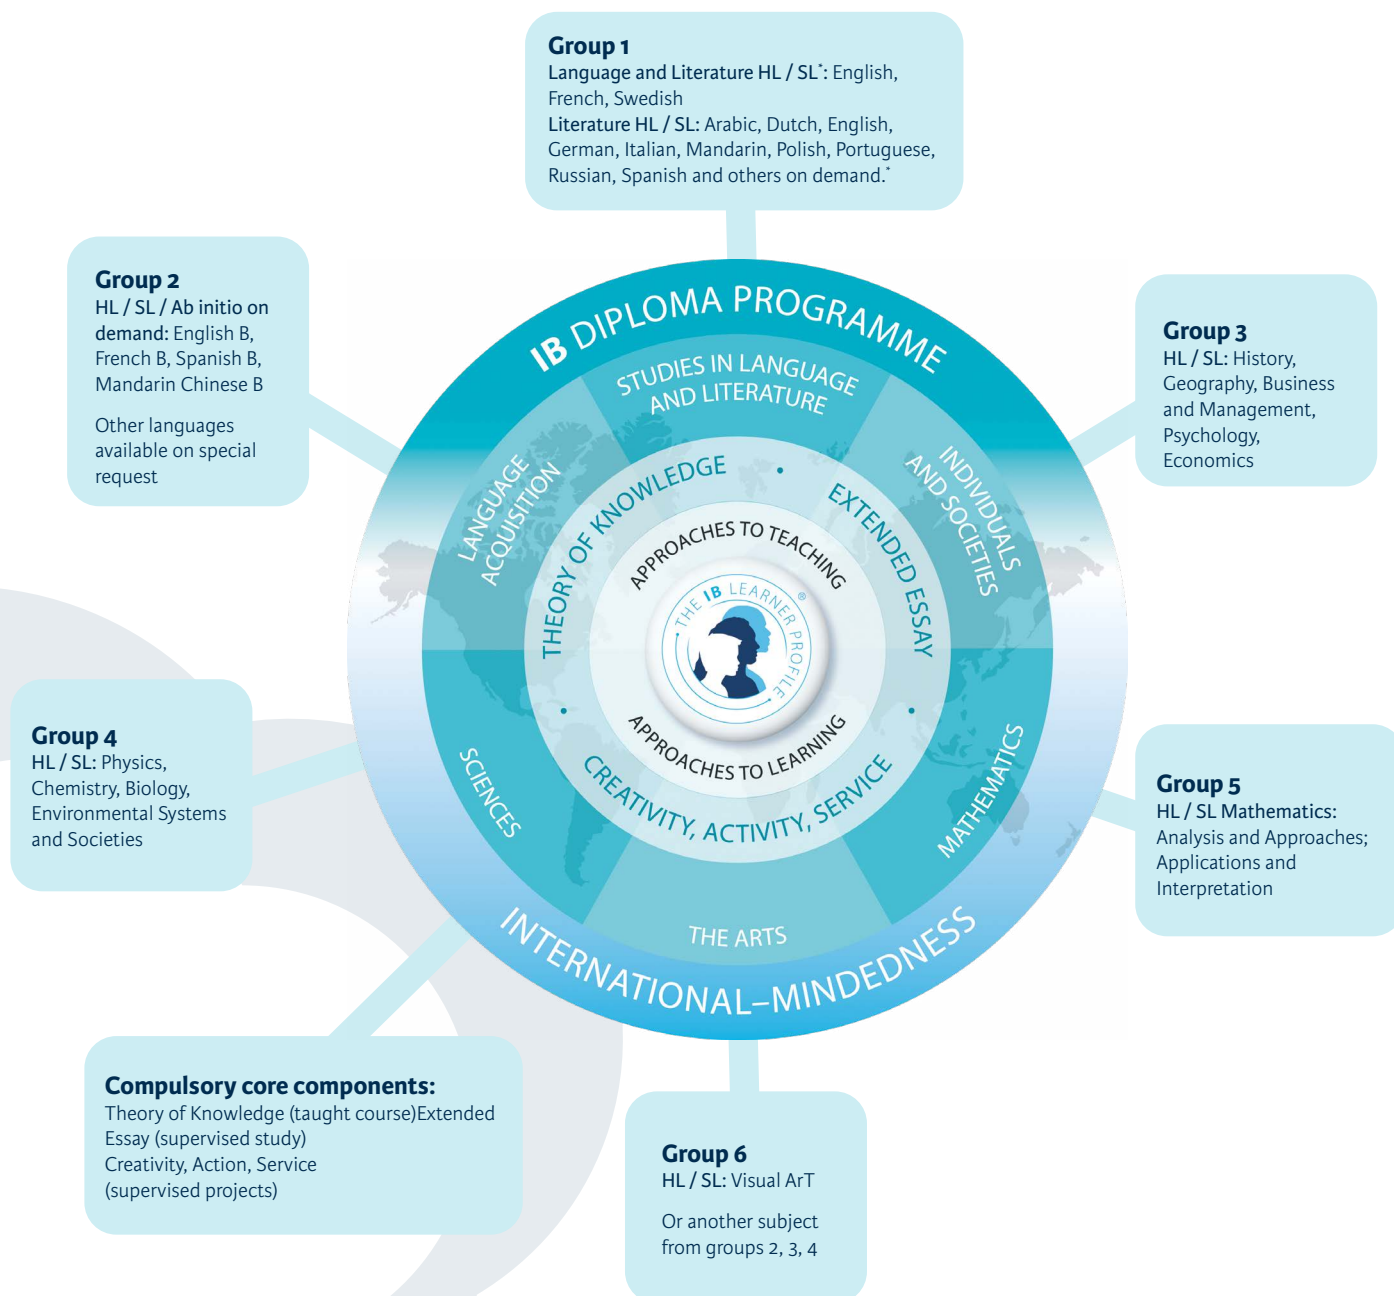 Group 1
Language and Literature HL / SL*: English,
French, Swedish
Literature HL / SL: Arabic, Dutch, English,
German, Italian, Mandarin, Polish, Portuguese,
Russian, Spanish and others on demand.*
Group 2
HL / SL / Ab initio on
demand: English B,
French B, Spanish B,
Mandarin Chinese B
Other languages
available on special
request
Group 3
HL / SL: History,
Geography, Business
and Management,
Psychology,
Economics
IB DIPLOMA PROGRAMME
STUDIES IN LANGUAGE
AND LITERATURE
LANGUAGE
ACQUISITION
INDIVIDUALS
AND SOCIETIES
THEORY OF KNOWLEDGE
•
EXTENDED ESSAY
•
APPROACHES TO TEACHING
• THE IB LEARNER PROFILE •
®
APPROACHES TO LEARNING
•
CREATIVITY, ACTIVITY, SERVICE
SCIENCES
MATHEMATICS
THE ARTS
INTERNATIONAL–MINDEDNESS
Group 4
HL / SL: Physics,
Chemistry, Biology,
Environmental Systems
and Societies
Group 5
HL / SL Mathematics:
Analysis and Approaches;
Applications and
Interpretation
Compulsory core components:
Theory of Knowledge (taught course)Extended
Essay (supervised study)
Creativity, Action, Service
(supervised projects)
Group 6
HL / SL: Visual ArT
Or another subject
from groups 2, 3, 4